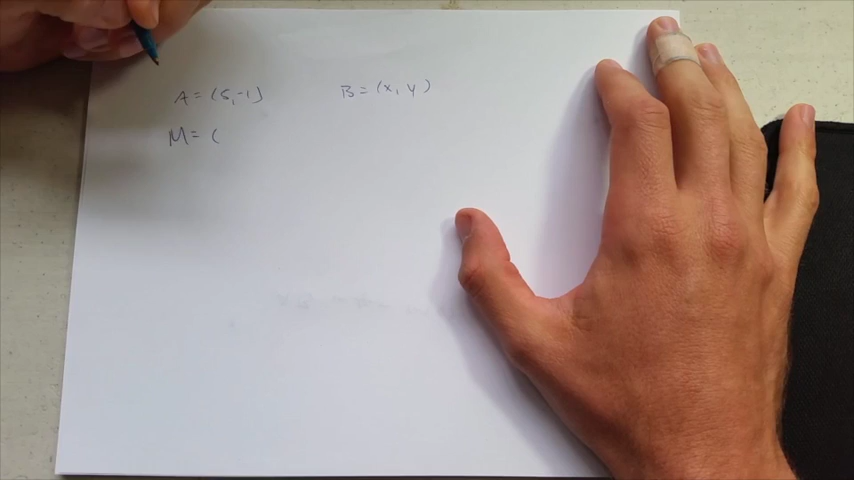 A = (5,-1) B = (x, y)
M = (